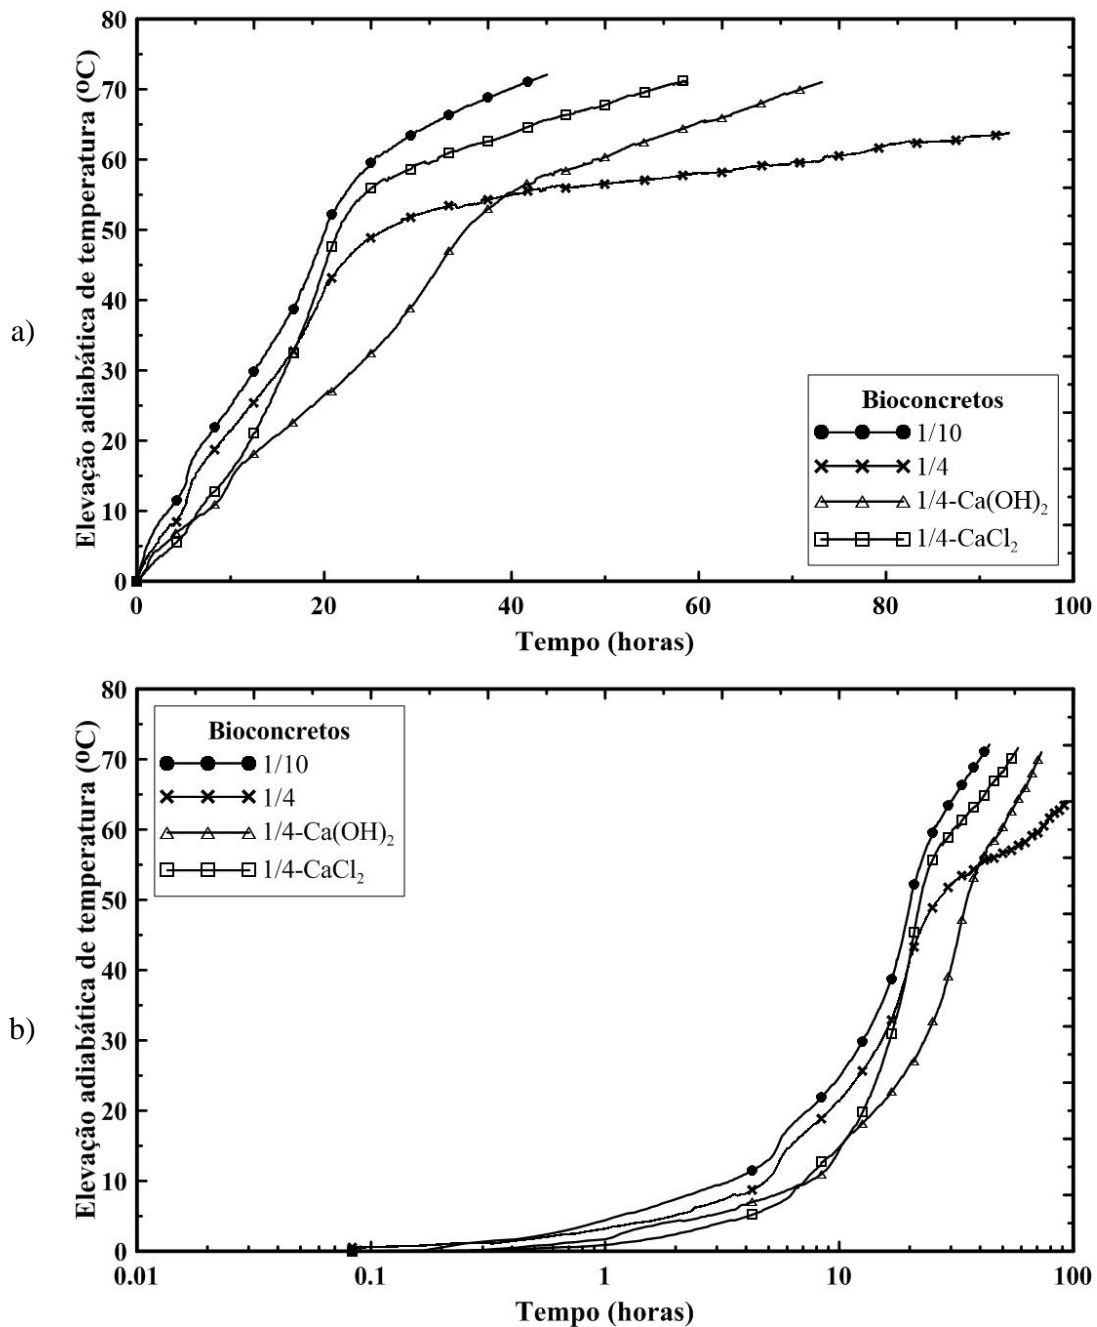 a)
Elevação adiabática de temperatura (ºC)
80
70
60
50
40
30
20
10
0
Bioconcretos
1/10
1/4
1/4-Ca(OH)₂
1/4-CaCl₂
0 20 40 60 80 100
Tempo (horas)
b)
Elevação adiabática de temperatura (ºC)
80
70
60
50
40
30
20
10
0
Bioconcretos
1/10
1/4
1/4-Ca(OH)₂
1/4-CaCl₂
0.01 0.1 1 10 100
Tempo (horas)